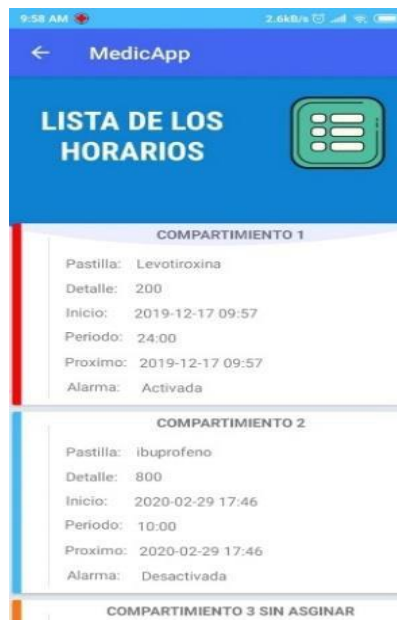 9:58 AM
2.6kB/s
MedicApp
LISTA DE LOS
HORARIOS
COMPARTIMIENTO 1
Pastilla: Levotiroxina
Detalle: 200
Inicio: 2019-12-17 09:57
Periodo: 24:00
Proximo: 2019-12-17 09:57
Alarma: Activada
COMPARTIMIENTO 2
Pastilla: ibuprofeno
Detalle: 800
Inicio: 2020-02-29 17:46
Periodo: 10:00
Proximo: 2020-02-29 17:46
Alarma: Desactivada
COMPARTIMIENTO 3 SIN ASGINAR